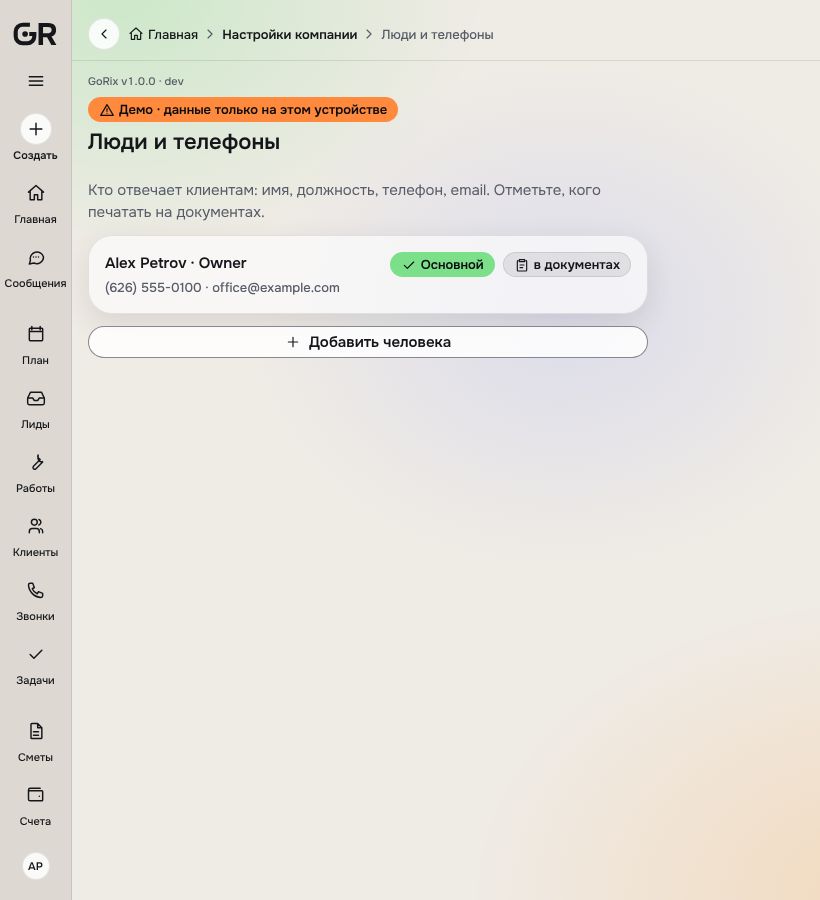 GR
Главная
Настройки компании
Люди и телефоны
GoRix v1.0.0 · dev
Демо · данные только на этом устройстве
Люди и телефоны
Кто отвечает клиентам: имя, должность, телефон, email. Отметьте, кого
печатать на документах.
Alex Petrov · Owner
Основной
в документах
(626) 555-0100 · office@example.com
Добавить человека
Создать
Главная
Сообщения
План
Лиды
Работы
Клиенты
Звонки
Задачи
Сметы
Счета
AP